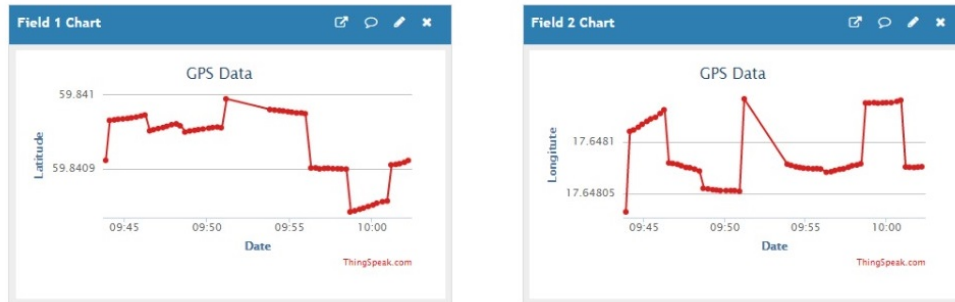 Field 1 Chart
GPS Data
59.841
59.8409
Latitude
09:45 09:50 09:55 10:00
Date
ThingSpeak.com
Field 2 Chart
GPS Data
17.6481
17.64805
Longitute
09:45 09:50 09:55 10:00
Date
ThingSpeak.com